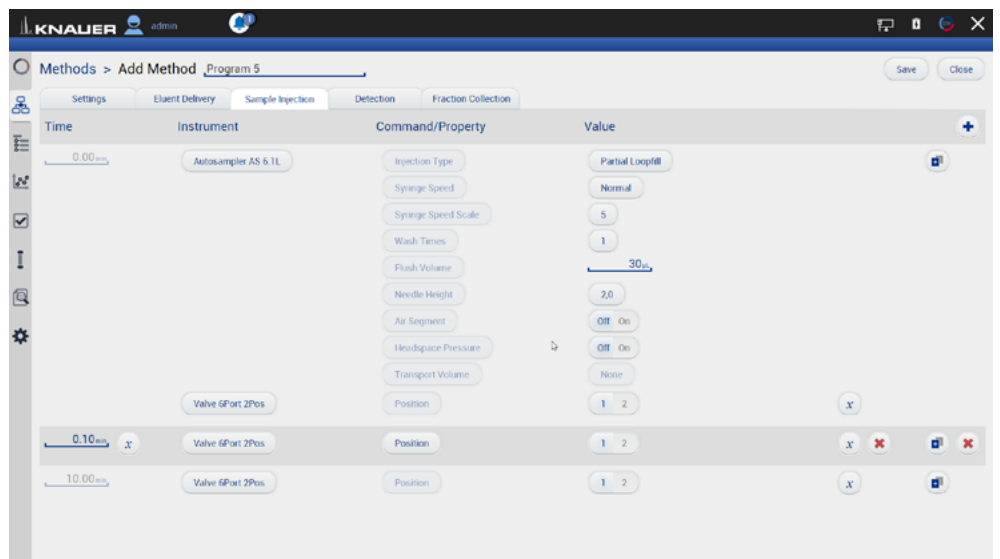 KNAUER admin
Methods > Add Method Program 5 Save Close
Settings Eluent Delivery Sample Injection Detection Fraction Collection
Time Instrument Command/Property Value
0.00 min Autosampler AS 6.1L Injection Type Partial Loopfill
Syringe Speed Normal
Syringe Speed Scale 5
Wash Times 1
Flush Volume 30 µL
Needle Height 2,0
Air Segment Off On
Headspace Pressure Off On
Transport Volume None
Valve 6Port 2Pos Position 1 2 x
0.10 min x Valve 6Port 2Pos Position 1 2 x
10.00 min Valve 6Port 2Pos Position 1 2 x